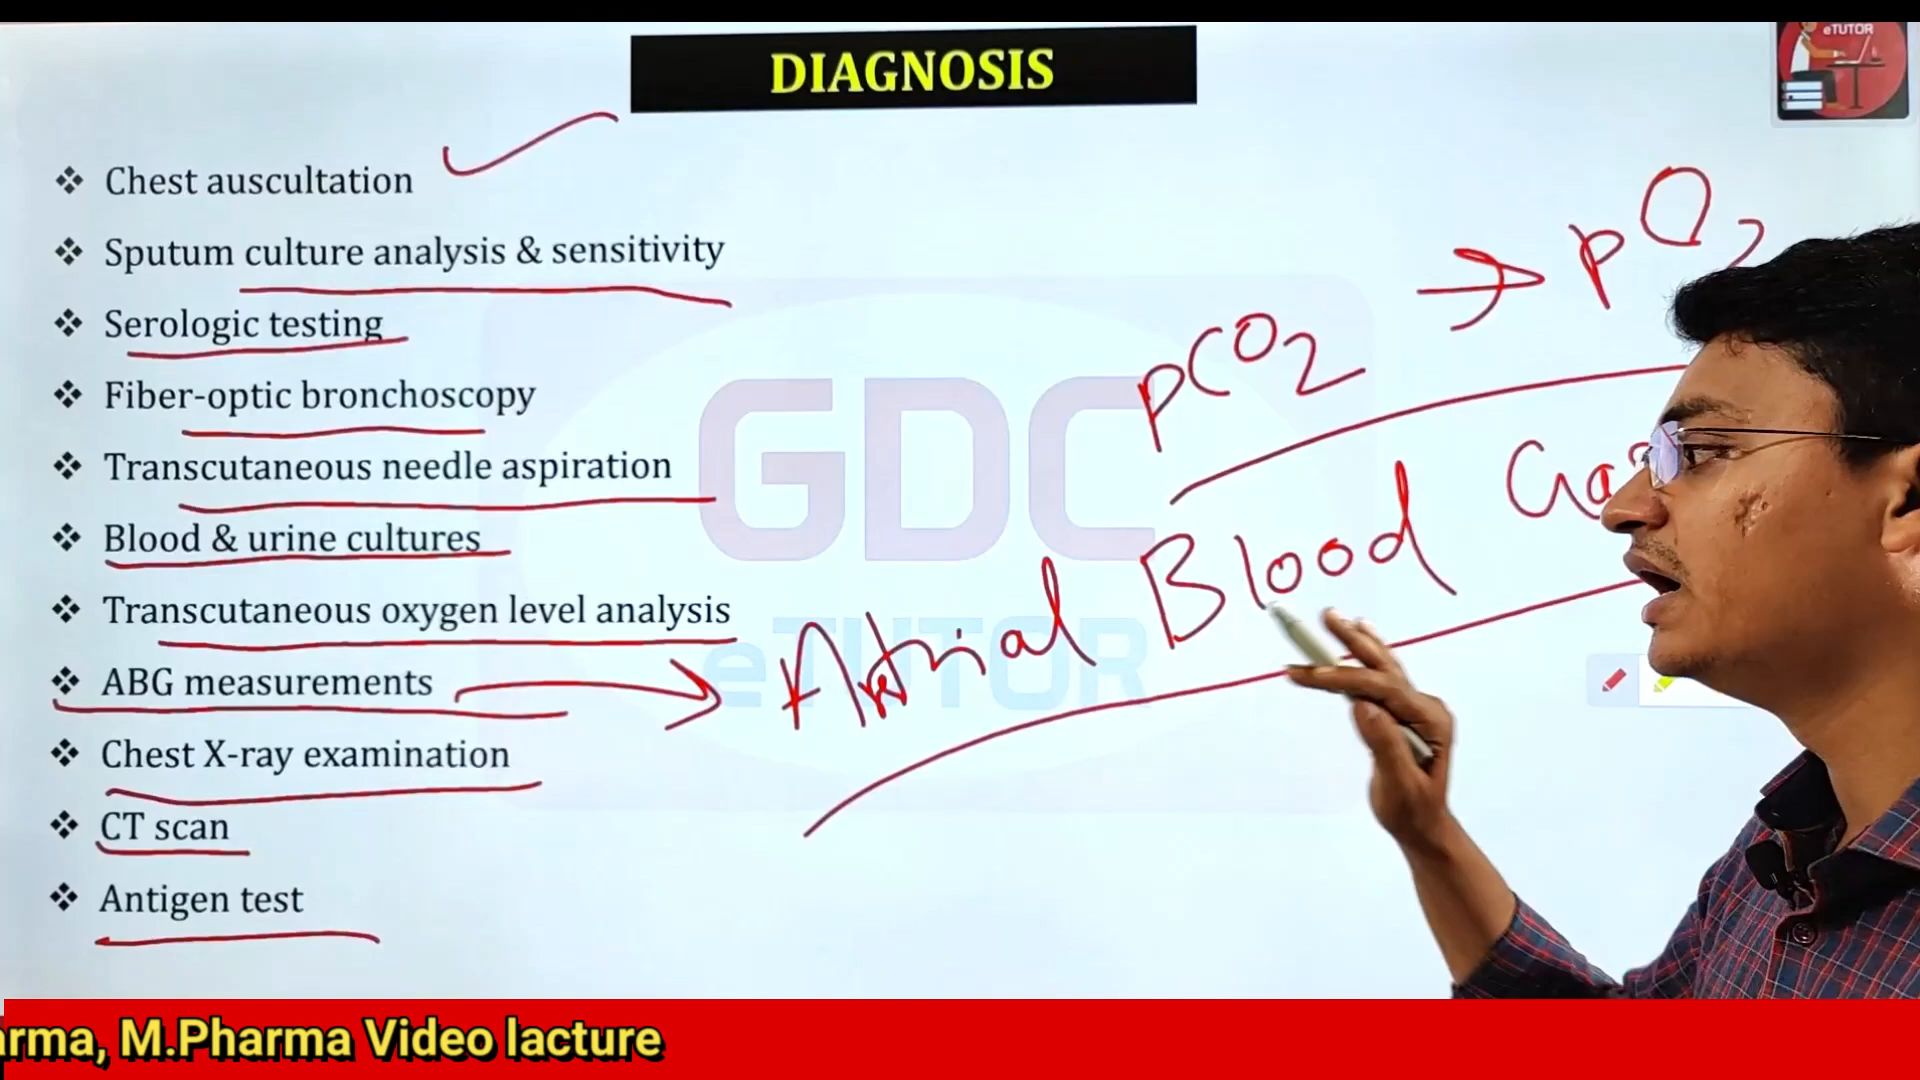 eTUTOR
DIAGNOSIS
❖ Chest auscultation
❖ Sputum culture analysis & sensitivity
❖ Serologic testing
❖ Fiber-optic bronchoscopy
❖ Transcutaneous needle aspiration
❖ Blood & urine cultures
❖ Transcutaneous oxygen level analysis
❖ ABG measurements
❖ Chest X-ray examination
❖ CT scan
❖ Antigen test
pCO2 → pO2
Blood
GDC
eTUTOR
arma, M.Pharma Video lacture